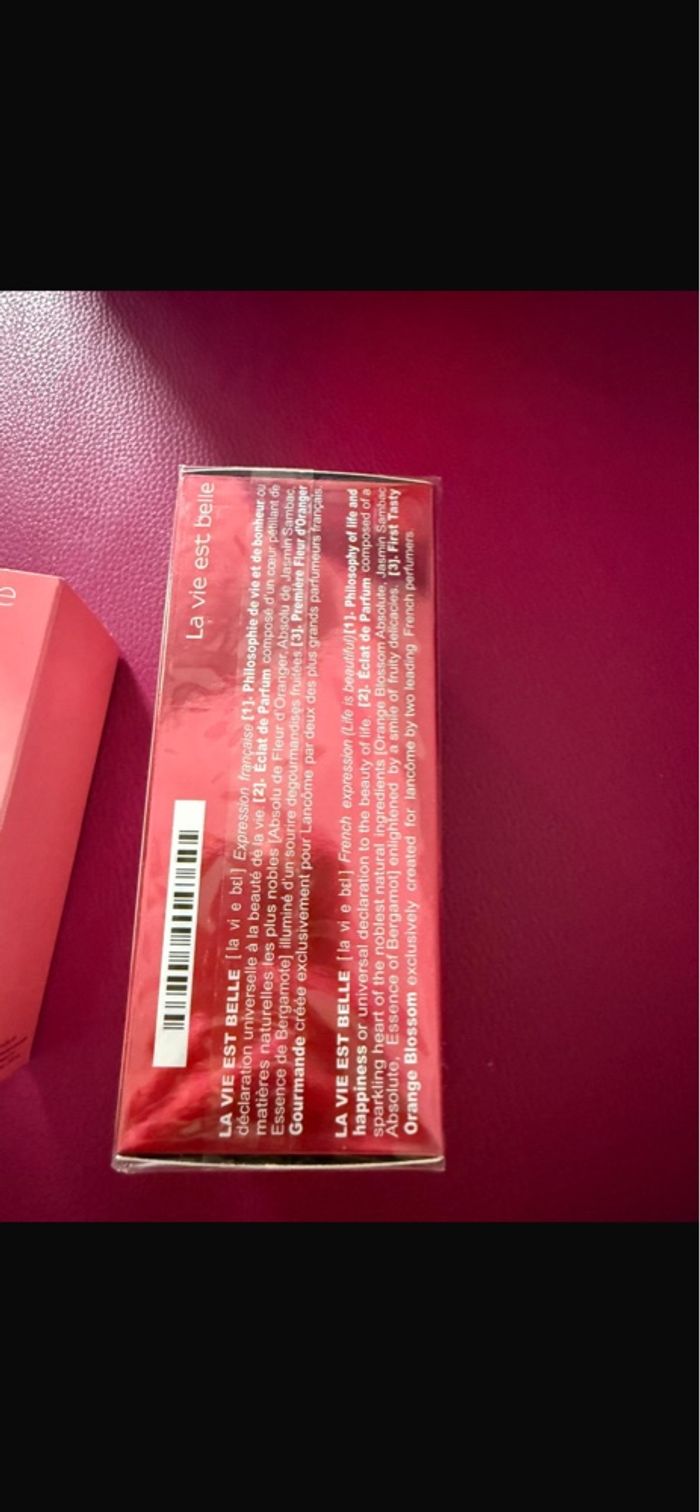 La vie est belle
LA VIE EST BELLE [la vi e bɛl] Expression française [1]. Philosophie de vie et de bonheur ou
déclaration universelle à la beauté de la vie. [2]. Éclat de Parfum composé d'un cœur pétillant de
matières naturelles les plus nobles [Absolu de Fleur d'Oranger, Absolu de Jasmin Sambac,
Essence de Bergamote] illuminé d'un sourire degourmandises fruitées [3]. Première Fleur d'Oranger
Gourmande créée exclusivement pour Lancôme par deux des plus grands parfumeurs français.
LA VIE EST BELLE [la vi e bɛl] French expression (Life is beautiful) [1]. Philosophy of life and
happiness or universal declaration to the beauty of life. [2]. Éclat de Parfum composed of a
sparkling heart of the noblest natural ingredients [Orange Blossom Absolute, Jasmin Sambac
Absolute, Essence of Bergamot] enlightened by a smile of fruity delicacies. [3]. First Tasty
Orange Blossom exclusively created for lancôme by two leading French perfumers.